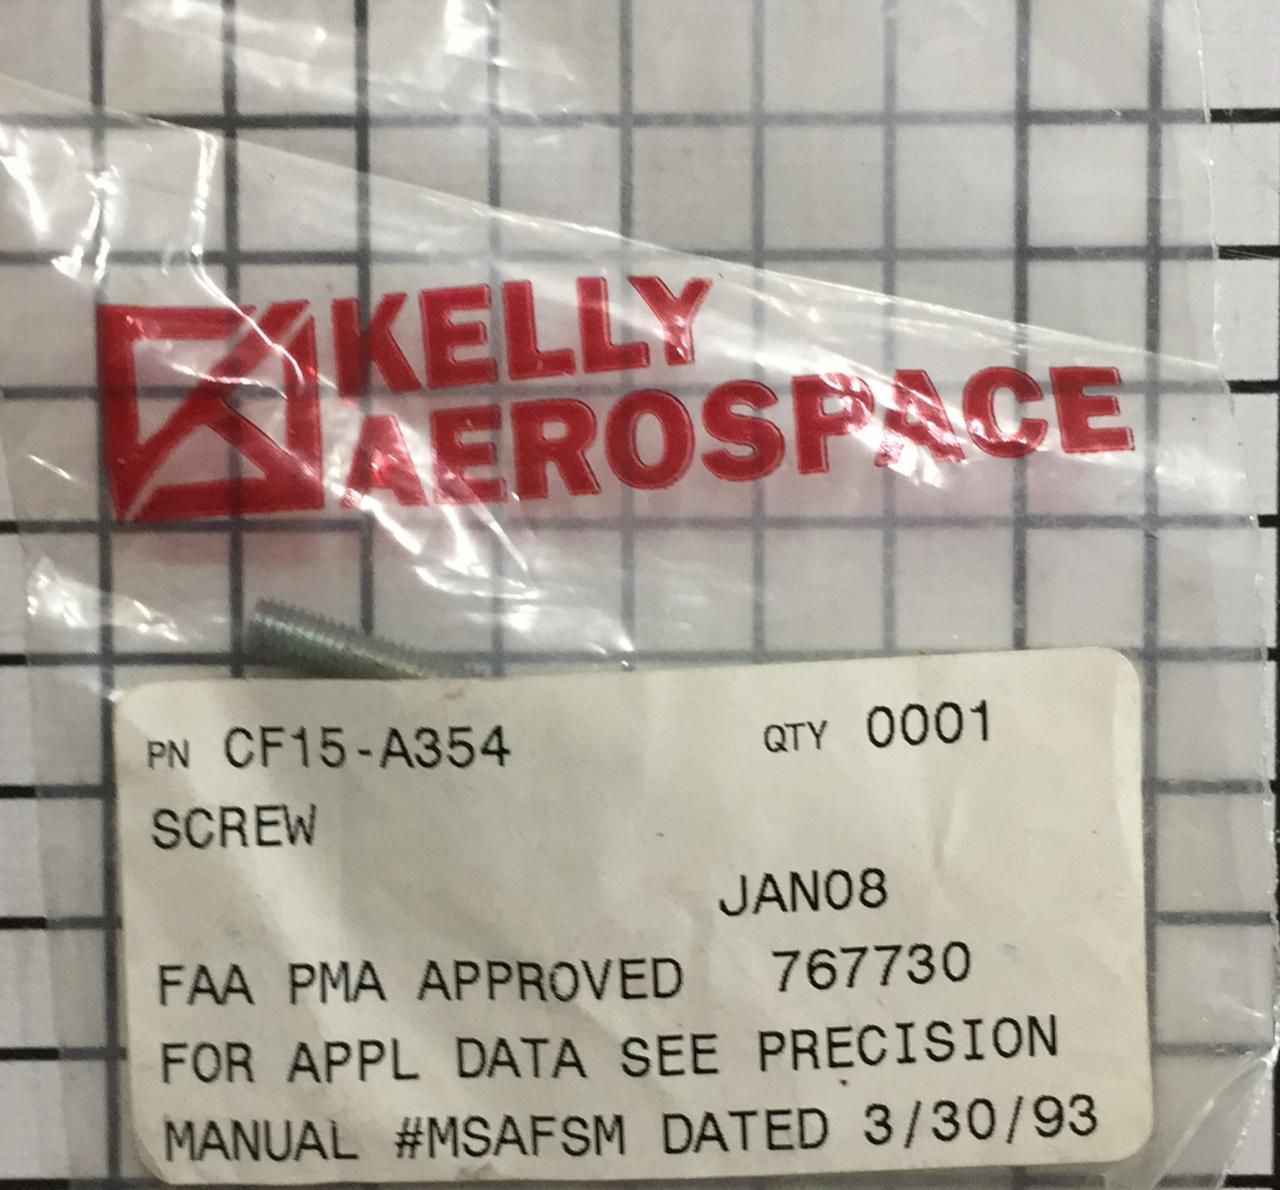 KELLY
AEROSPACE
PN CF15-A354 QTY 0001
SCREW
JAN08
FAA PMA APPROVED 767730
FOR APPL DATA SEE PRECISION
MANUAL #MSAFSM DATED 3/30/93